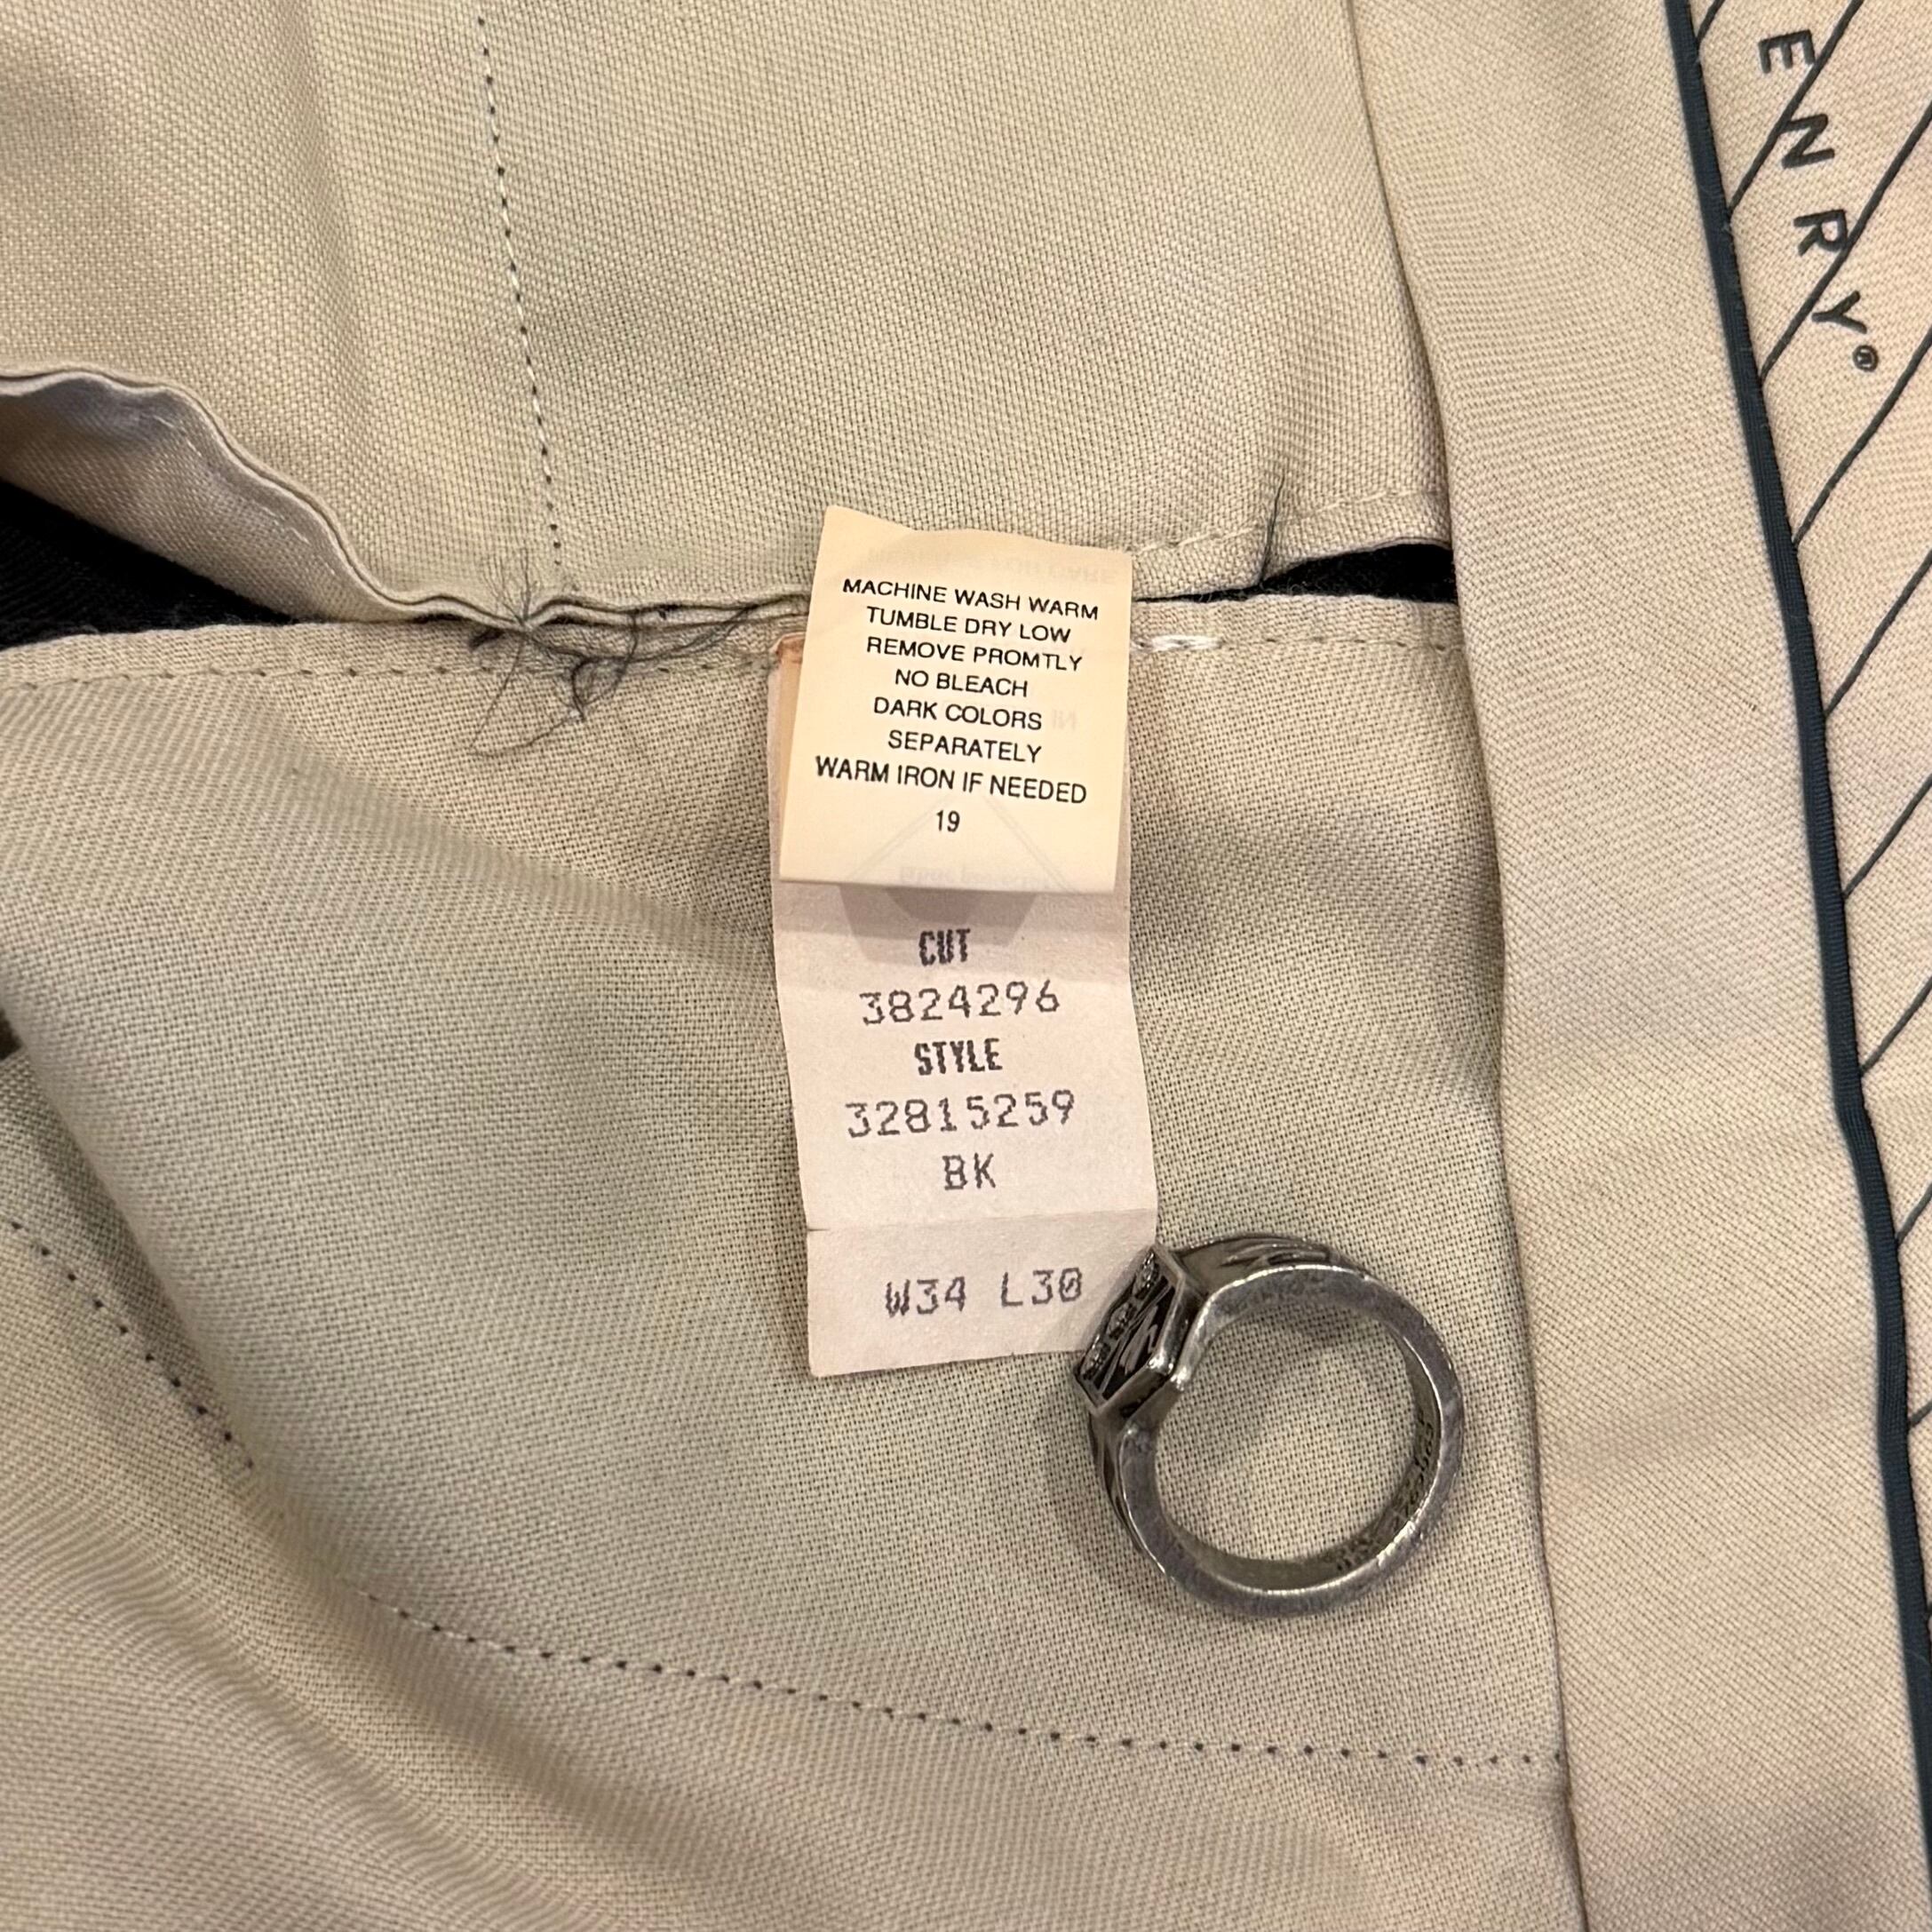 ENRY®
MACHINE WASH WARM
TUMBLE DRY LOW
REMOVE PROMTLY
NO BLEACH
DARK COLORS
SEPARATELY
WARM IRON IF NEEDED
19
CUT
3824296
STYLE
32815259
BK
W34 L30